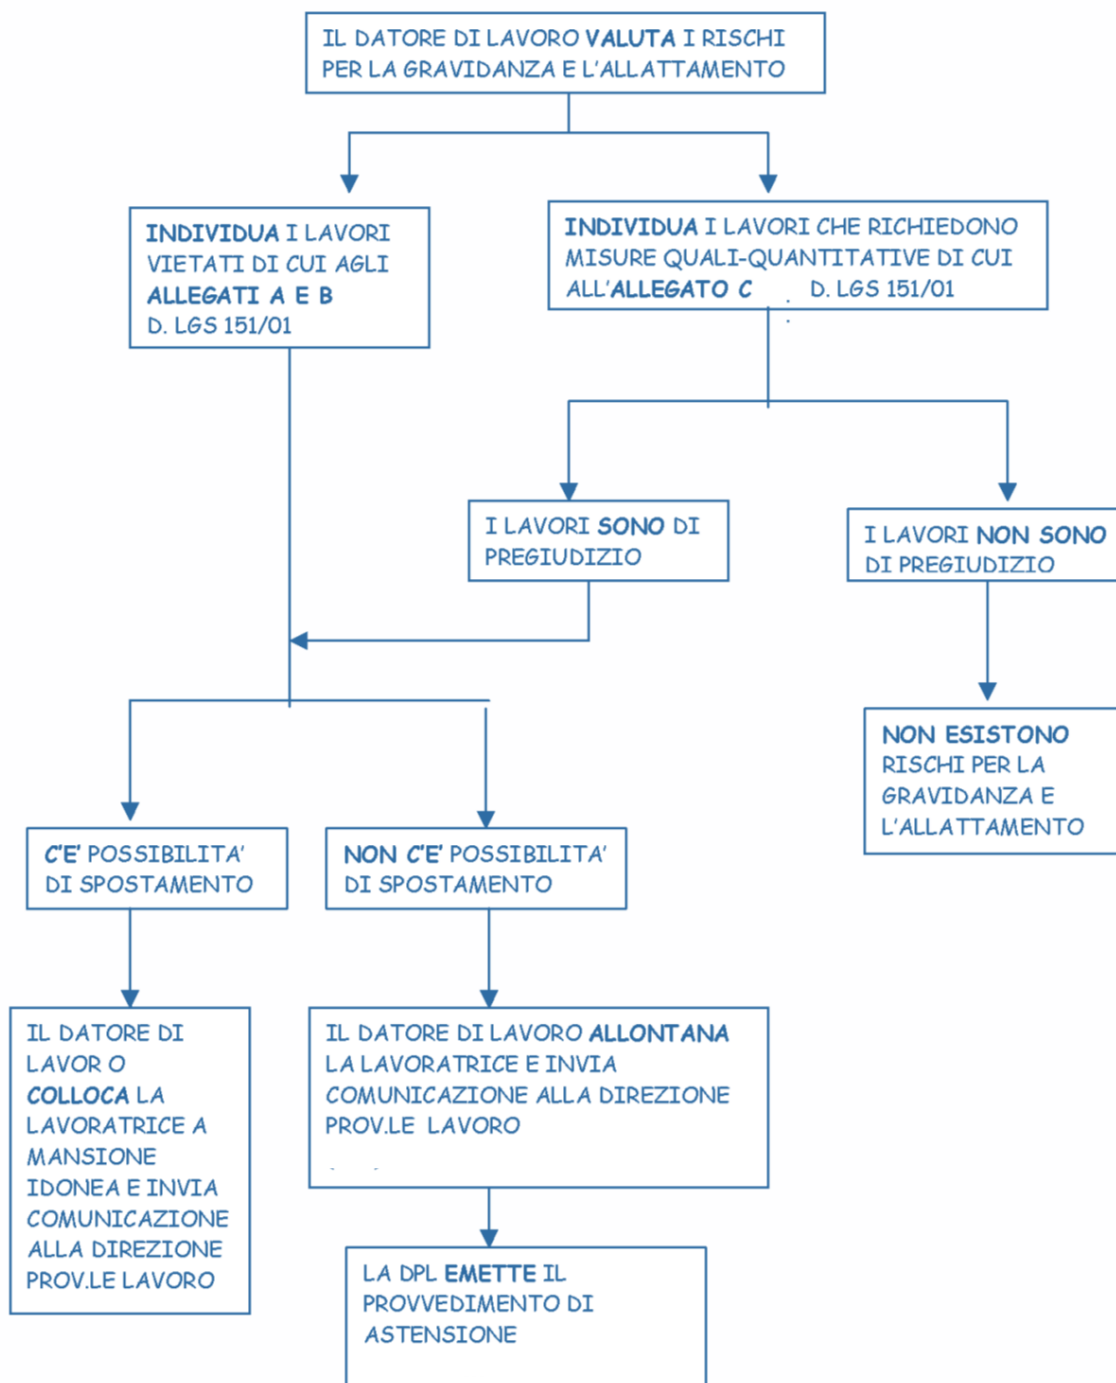 IL DATORE DI LAVORO VALUTA I RISCHI
PER LA GRAVIDANZA E L'ALLATTAMENTO
INDIVIDUA I LAVORI
VIETATI DI CUI AGLI
ALLEGATI A E B
D. LGS 151/01
INDIVIDUA I LAVORI CHE RICHIEDONO
MISURE QUALI-QUANTITATIVE DI CUI
ALL'ALLEGATO C D. LGS 151/01
I LAVORI SONO DI
PREGIUDIZIO
I LAVORI NON SONO
DI PREGIUDIZIO
NON ESISTONO
RISCHI PER LA
GRAVIDANZA E
L'ALLATTAMENTO
C'E' POSSIBILITA'
DI SPOSTAMENTO
NON C'E' POSSIBILITA'
DI SPOSTAMENTO
IL DATORE DI
LAVOR O
COLLOCA LA
LAVORATRICE A
MANSIONE
IDONEA E INVIA
COMUNICAZIONE
ALLA DIREZIONE
PROV.LE LAVORO
IL DATORE DI LAVORO ALLONTANA
LA LAVORATRICE E INVIA
COMUNICAZIONE ALLA DIREZIONE
PROV.LE LAVORO
LA DPL EMETTE IL
PROVVEDIMENTO DI
ASTENSIONE